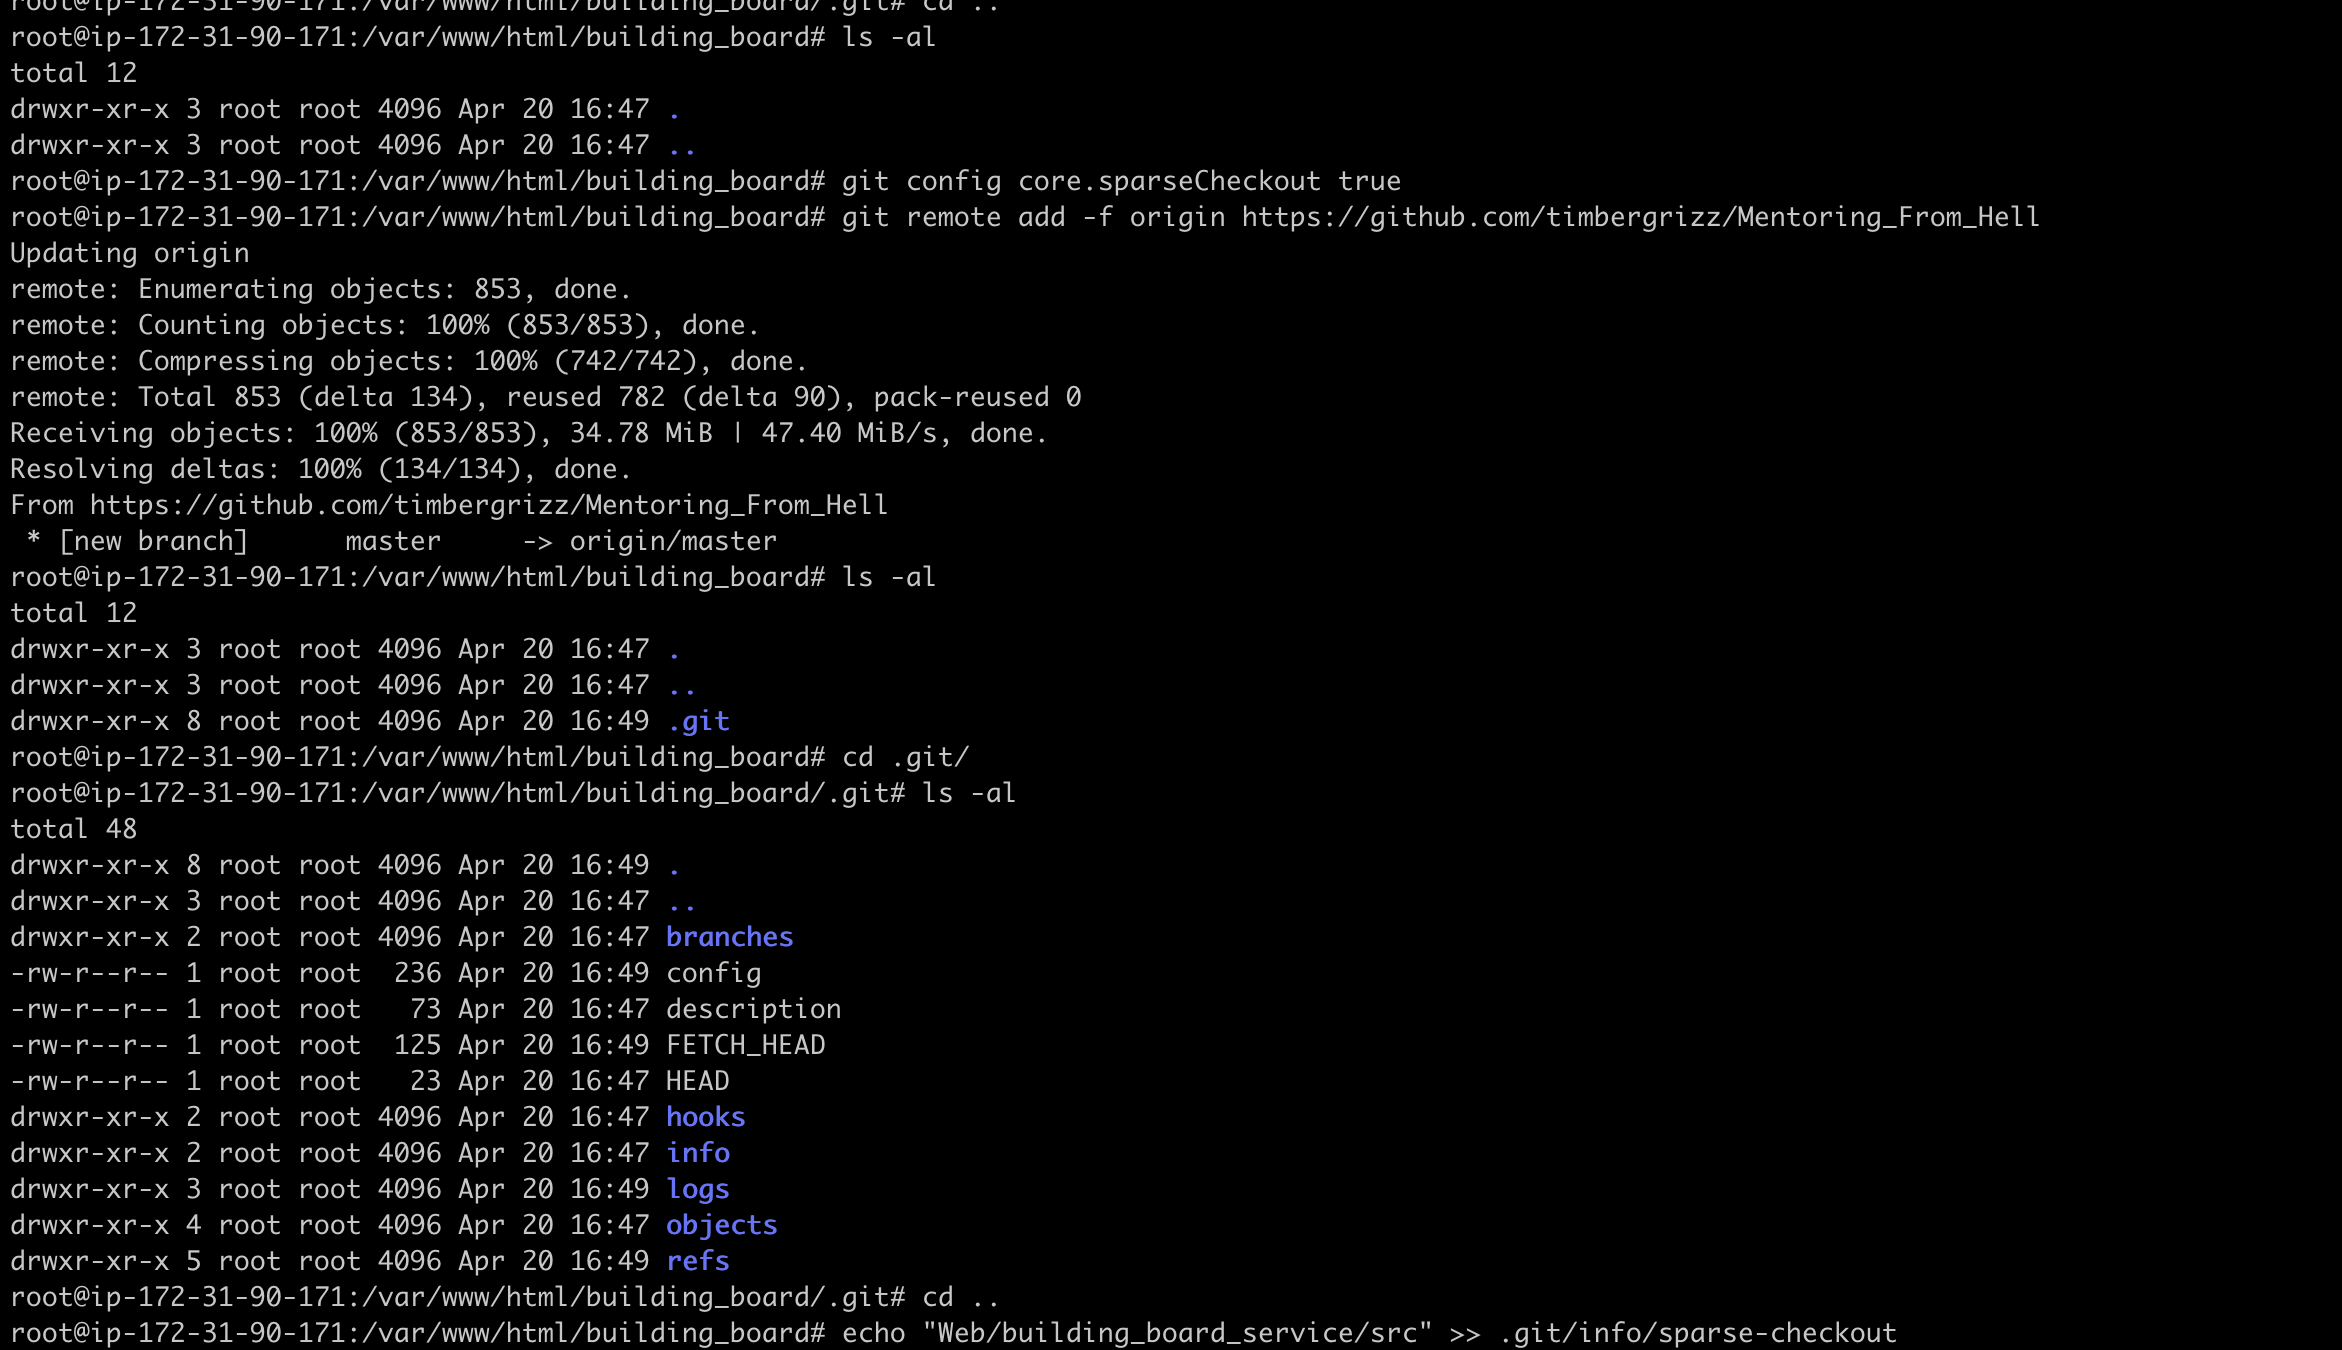 root@ip-172-31-90-171:/var/www/html/building_board/.git# cd ..
root@ip-172-31-90-171:/var/www/html/building_board# ls -al
total 12
drwxr-xr-x 3 root root 4096 Apr 20 16:47 .
drwxr-xr-x 3 root root 4096 Apr 20 16:47 ..
root@ip-172-31-90-171:/var/www/html/building_board# git config core.sparseCheckout true
root@ip-172-31-90-171:/var/www/html/building_board# git remote add -f origin https://github.com/timbergrizz/Mentoring_From_Hell
Updating origin
remote: Enumerating objects: 853, done.
remote: Counting objects: 100% (853/853), done.
remote: Compressing objects: 100% (742/742), done.
remote: Total 853 (delta 134), reused 782 (delta 90), pack-reused 0
Receiving objects: 100% (853/853), 34.78 MiB | 47.40 MiB/s, done.
Resolving deltas: 100% (134/134), done.
From https://github.com/timbergrizz/Mentoring_From_Hell
 * [new branch]      master     -> origin/master
root@ip-172-31-90-171:/var/www/html/building_board# ls -al
total 12
drwxr-xr-x 3 root root 4096 Apr 20 16:47 .
drwxr-xr-x 3 root root 4096 Apr 20 16:47 ..
drwxr-xr-x 8 root root 4096 Apr 20 16:49 .git
root@ip-172-31-90-171:/var/www/html/building_board# cd .git/
root@ip-172-31-90-171:/var/www/html/building_board/.git# ls -al
total 48
drwxr-xr-x 8 root root 4096 Apr 20 16:49 .
drwxr-xr-x 3 root root 4096 Apr 20 16:47 ..
drwxr-xr-x 2 root root 4096 Apr 20 16:47 branches
-rw-r--r-- 1 root root  236 Apr 20 16:49 config
-rw-r--r-- 1 root root   73 Apr 20 16:47 description
-rw-r--r-- 1 root root  125 Apr 20 16:49 FETCH_HEAD
-rw-r--r-- 1 root root   23 Apr 20 16:47 HEAD
drwxr-xr-x 2 root root 4096 Apr 20 16:47 hooks
drwxr-xr-x 2 root root 4096 Apr 20 16:47 info
drwxr-xr-x 3 root root 4096 Apr 20 16:49 logs
drwxr-xr-x 4 root root 4096 Apr 20 16:47 objects
drwxr-xr-x 5 root root 4096 Apr 20 16:49 refs
root@ip-172-31-90-171:/var/www/html/building_board/.git# cd ..
root@ip-172-31-90-171:/var/www/html/building_board# echo "Web/building_board_service/src" >> .git/info/sparse-checkout